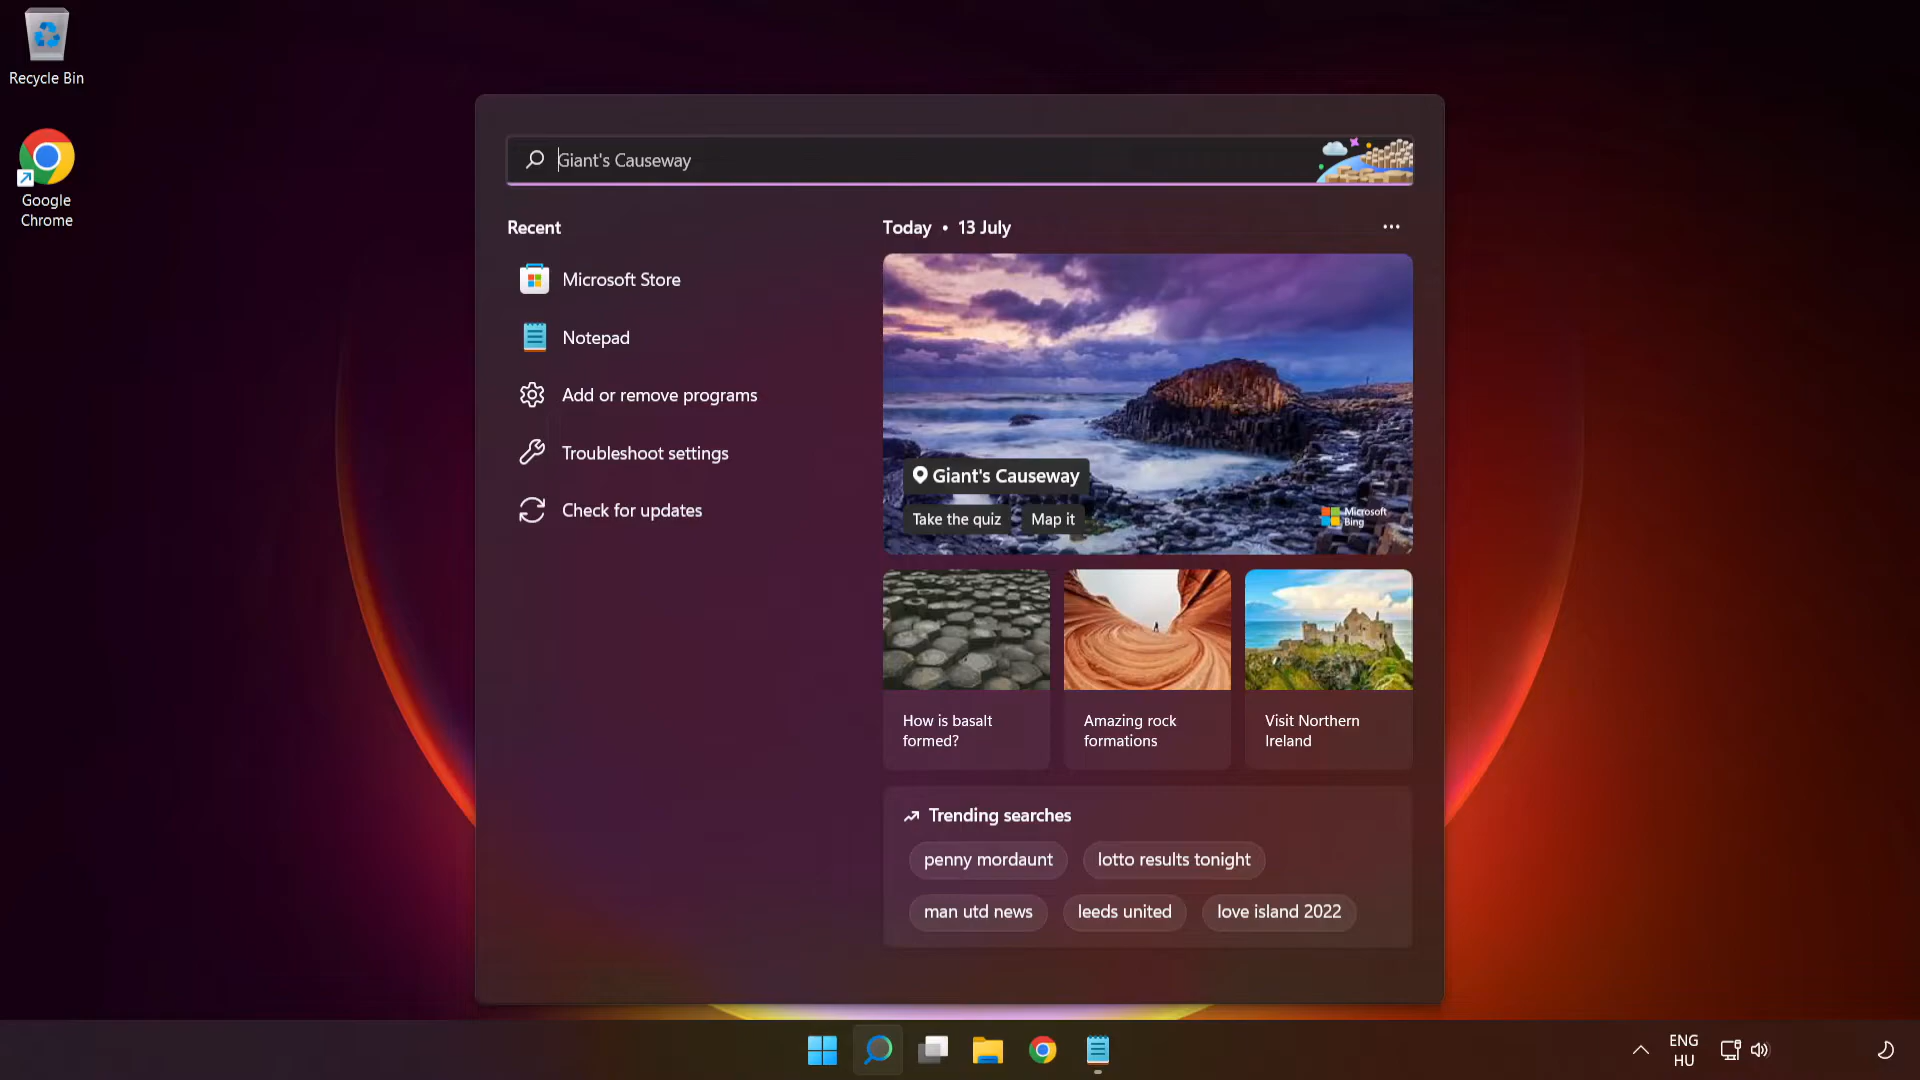 Recycle Bin
Google
Chrome
Giant's Causeway
Recent
Microsoft Store
Notepad
Add or remove programs
Troubleshoot settings
Check for updates
Today • 13 July
Giant's Causeway
Take the quiz
Map it
Microsoft
Bing
How is basalt
formed?
Amazing rock
formations
Visit Northern
Ireland
Trending searches
penny mordaunt
lotto results tonight
man utd news
leeds united
love island 2022
ENG
HU